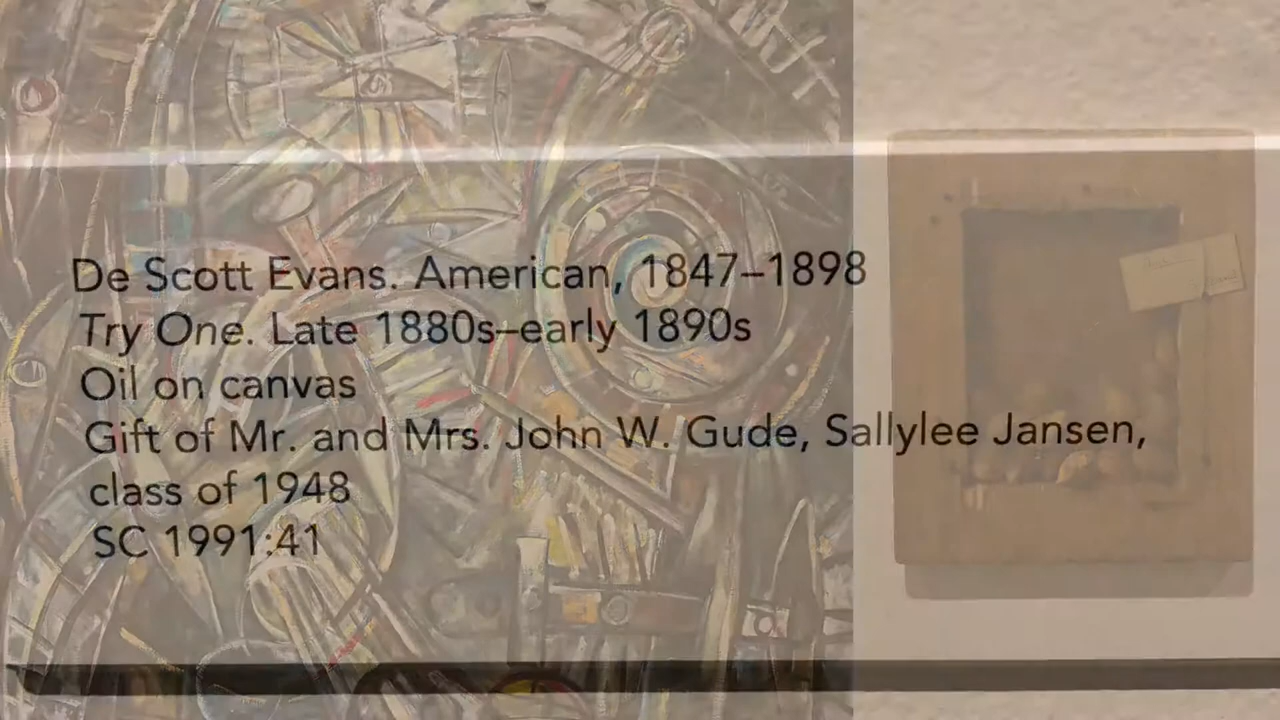 De Scott Evans. American, 1847–1898
Try One. Late 1880s–early 1890s
Oil on canvas
Gift of Mr. and Mrs. John W. Gude, Sallylee Jansen,
class of 1948
SC 1991:41